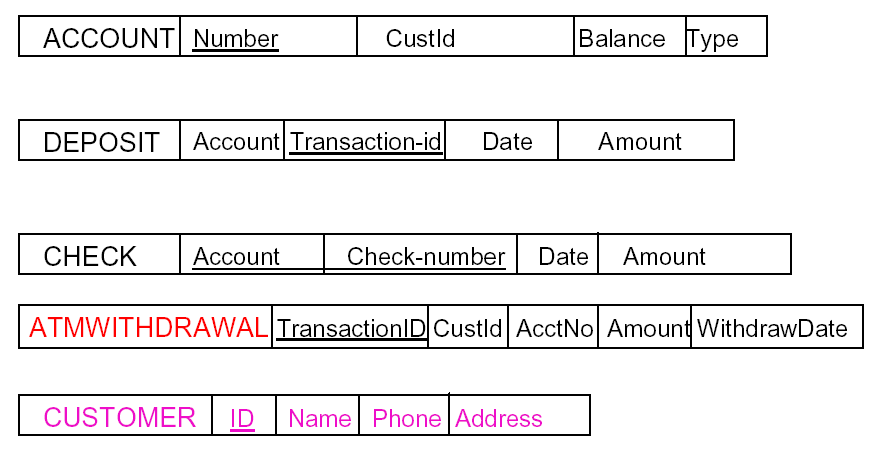 ACCOUNT Number CustId Balance Type
DEPOSIT Account Transaction-id Date Amount
CHECK Account Check-number Date Amount
ATMWITHDRAWAL TransactionID CustId AcctNo Amount WithdrawDate
CUSTOMER ID Name Phone Address